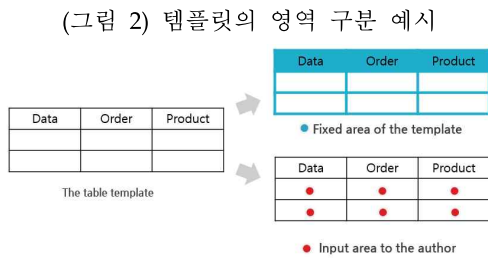 (그림 2) 템플릿의 영역 구분 예시
Data Order Product
The table template
Data Order Product
Fixed area of the template
Data Order Product
Input area to the author